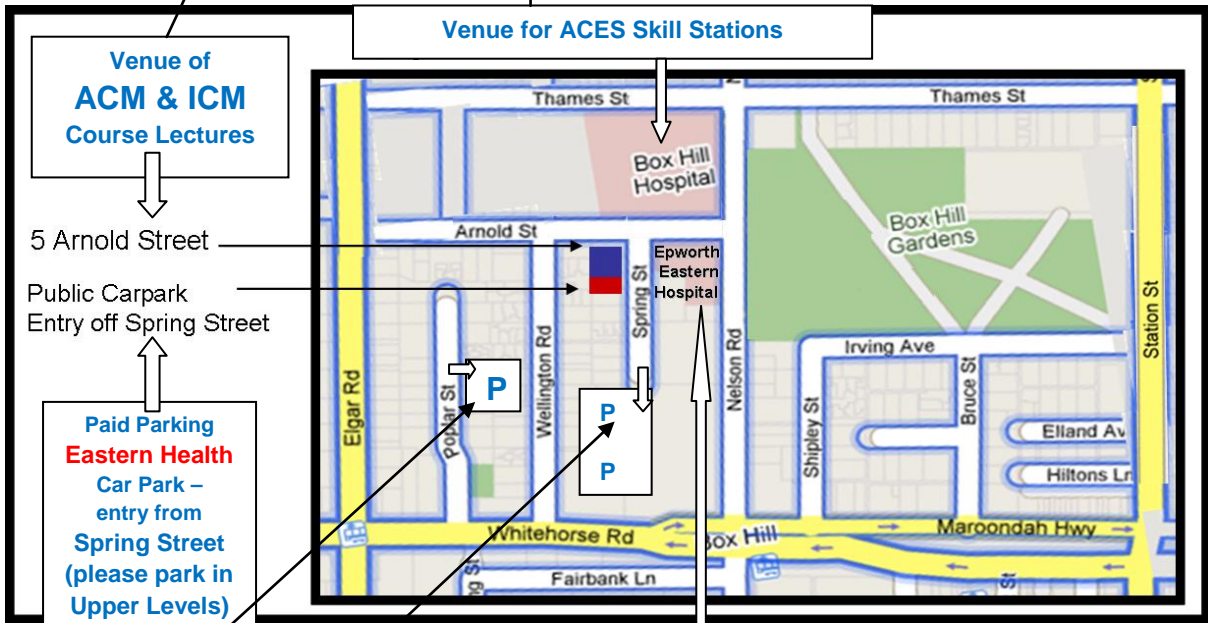 Venue for ACES Skill Stations
Venue of
ACM & ICM
Course Lectures
5 Arnold Street
Public Carpark
Entry off Spring Street
Paid Parking
Eastern Health
Car Park –
entry from
Spring Street
(please park in
Upper Levels)
Thames St
Thames St
Box Hill
Hospital
Arnold St
Box Hill
Gardens
Epworth
Eastern
Hospital
Spring St
Elgar Rd
Poplar St
Wellington Rd
Nelson Rd
Station St
Irving Ave
Shipley St
Bruce St
Elland Av
Hiltons Ln
P
P
P
Whitehorse Rd
Box Hill
Maroondah Hwy
Fairbank Ln
St